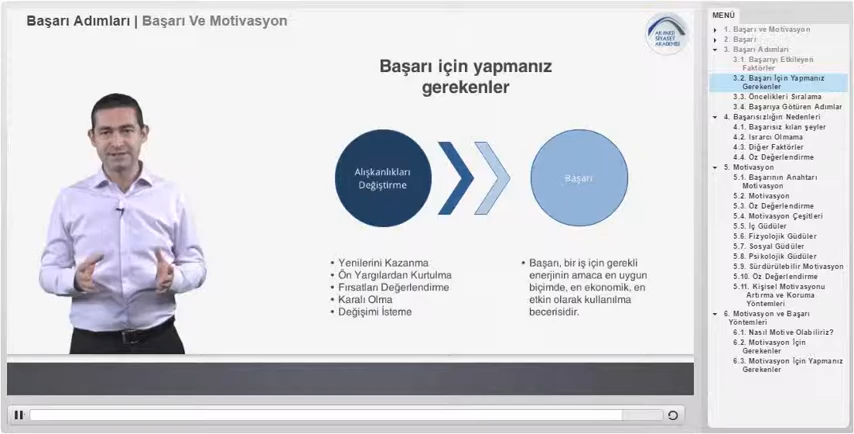 Başarı Adımları | Başarı Ve Motivasyon
AK PARTİ
SİYASET
AKADEMİSİ
Başarı için yapmanız
gerekenler
Alışkanlıkları
Değiştirme
Başarı
• Yenilerini Kazanma
• Ön Yargılardan Kurtulma
• Fırsatları Değerlendirme
• Karalı Olma
• Değişimi İsteme
• Başarı, bir iş için gerekli
enerjinin amaca en uygun
biçimde, en ekonomik, en
etkin olarak kullanılma
becerisidir.
MENÜ
1. Başarı ve Motivasyon
2. Başarı
3. Başarı Adımları
3.1. Başarıyı Etkileyen
Faktörler
3.2. Başarı İçin Yapmanız
Gerekenler
3.3. Öncelikleri Sıralama
3.4. Başarıya Götüren Adımlar
4. Başarısızlığın Nedenleri
4.1. Başarısız kılan şeyler
4.2. Israrcı Olmama
4.3. Diğer Faktörler
4.4. Öz Değerlendirme
5. Motivasyon
5.1. Başarının Anahtarı
Motivasyon
5.2. Motivasyon
5.3. Öz Değerlendirme
5.4. Motivasyon Çeşitleri
5.5. İç Güdüler
5.6. Fizyolojik Güdüler
5.7. Sosyal Güdüler
5.8. Psikolojik Güdüler
5.9. Sürdürülebilir Motivasyon
5.10. Öz Değerlendirme
5.11. Kişisel Motivasyonu
Artırma ve Koruma
Yöntemleri
6. Motivasyon ve Başarı
Yöntemleri
6.1. Nasıl Motive Olabiliriz?
6.2. Motivasyon İçin
Gerekenler
6.3. Motivasyon İçin Yapmanız
Gerekenler